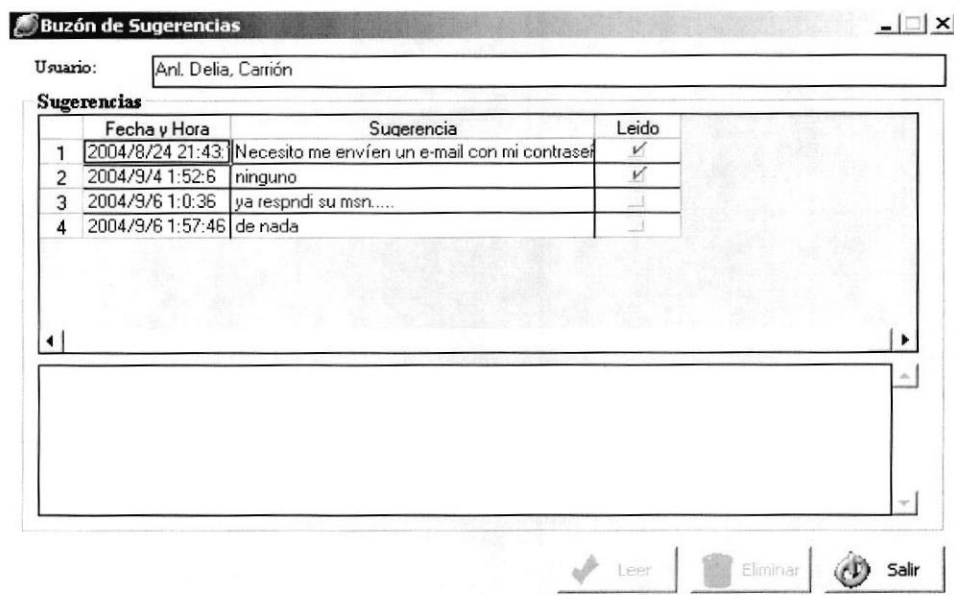 Buzón de Sugerencias
Usuario: Anl. Delia, Carrión
Sugerencias
Fecha y Hora Sugerencia Leido
1 2004/8/24 21:43: Necesito me envíen un e-mail con mi
2 2004/9/4 1:52:6 ninguno
3 2004/9/6 1:0:36 ya respndi su msn.....
4 2004/9/6 1:57:46 de nada
Leer Eliminar Salir